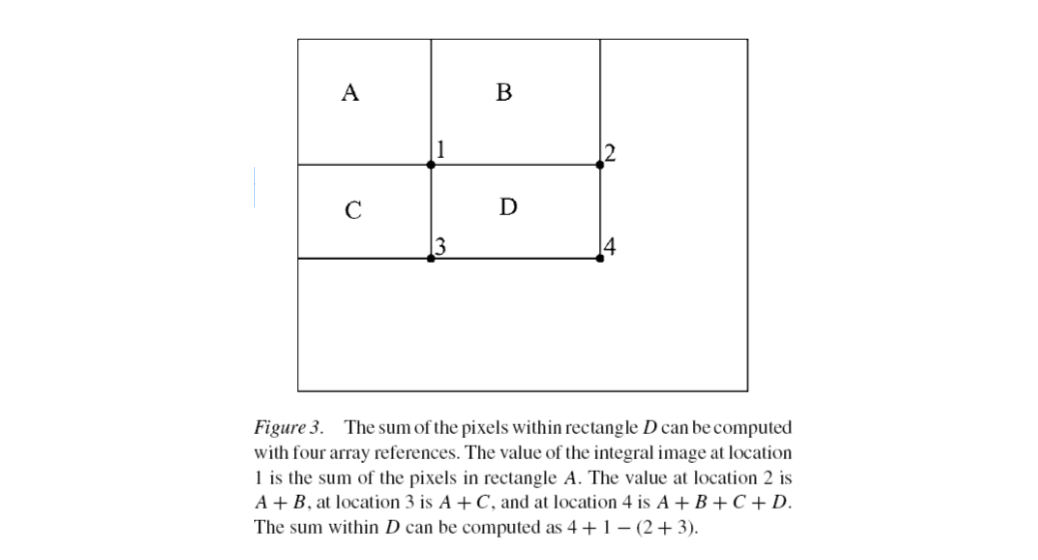 A
B
1
2
C
D
3
4
Figure 3. The sum of the pixels within rectangle D can be computed
with four array references. The value of the integral image at location
1 is the sum of the pixels in rectangle A. The value at location 2 is
A + B, at location 3 is A + C, and at location 4 is A + B + C + D.
The sum within D can be computed as 4 + 1 − (2 + 3).